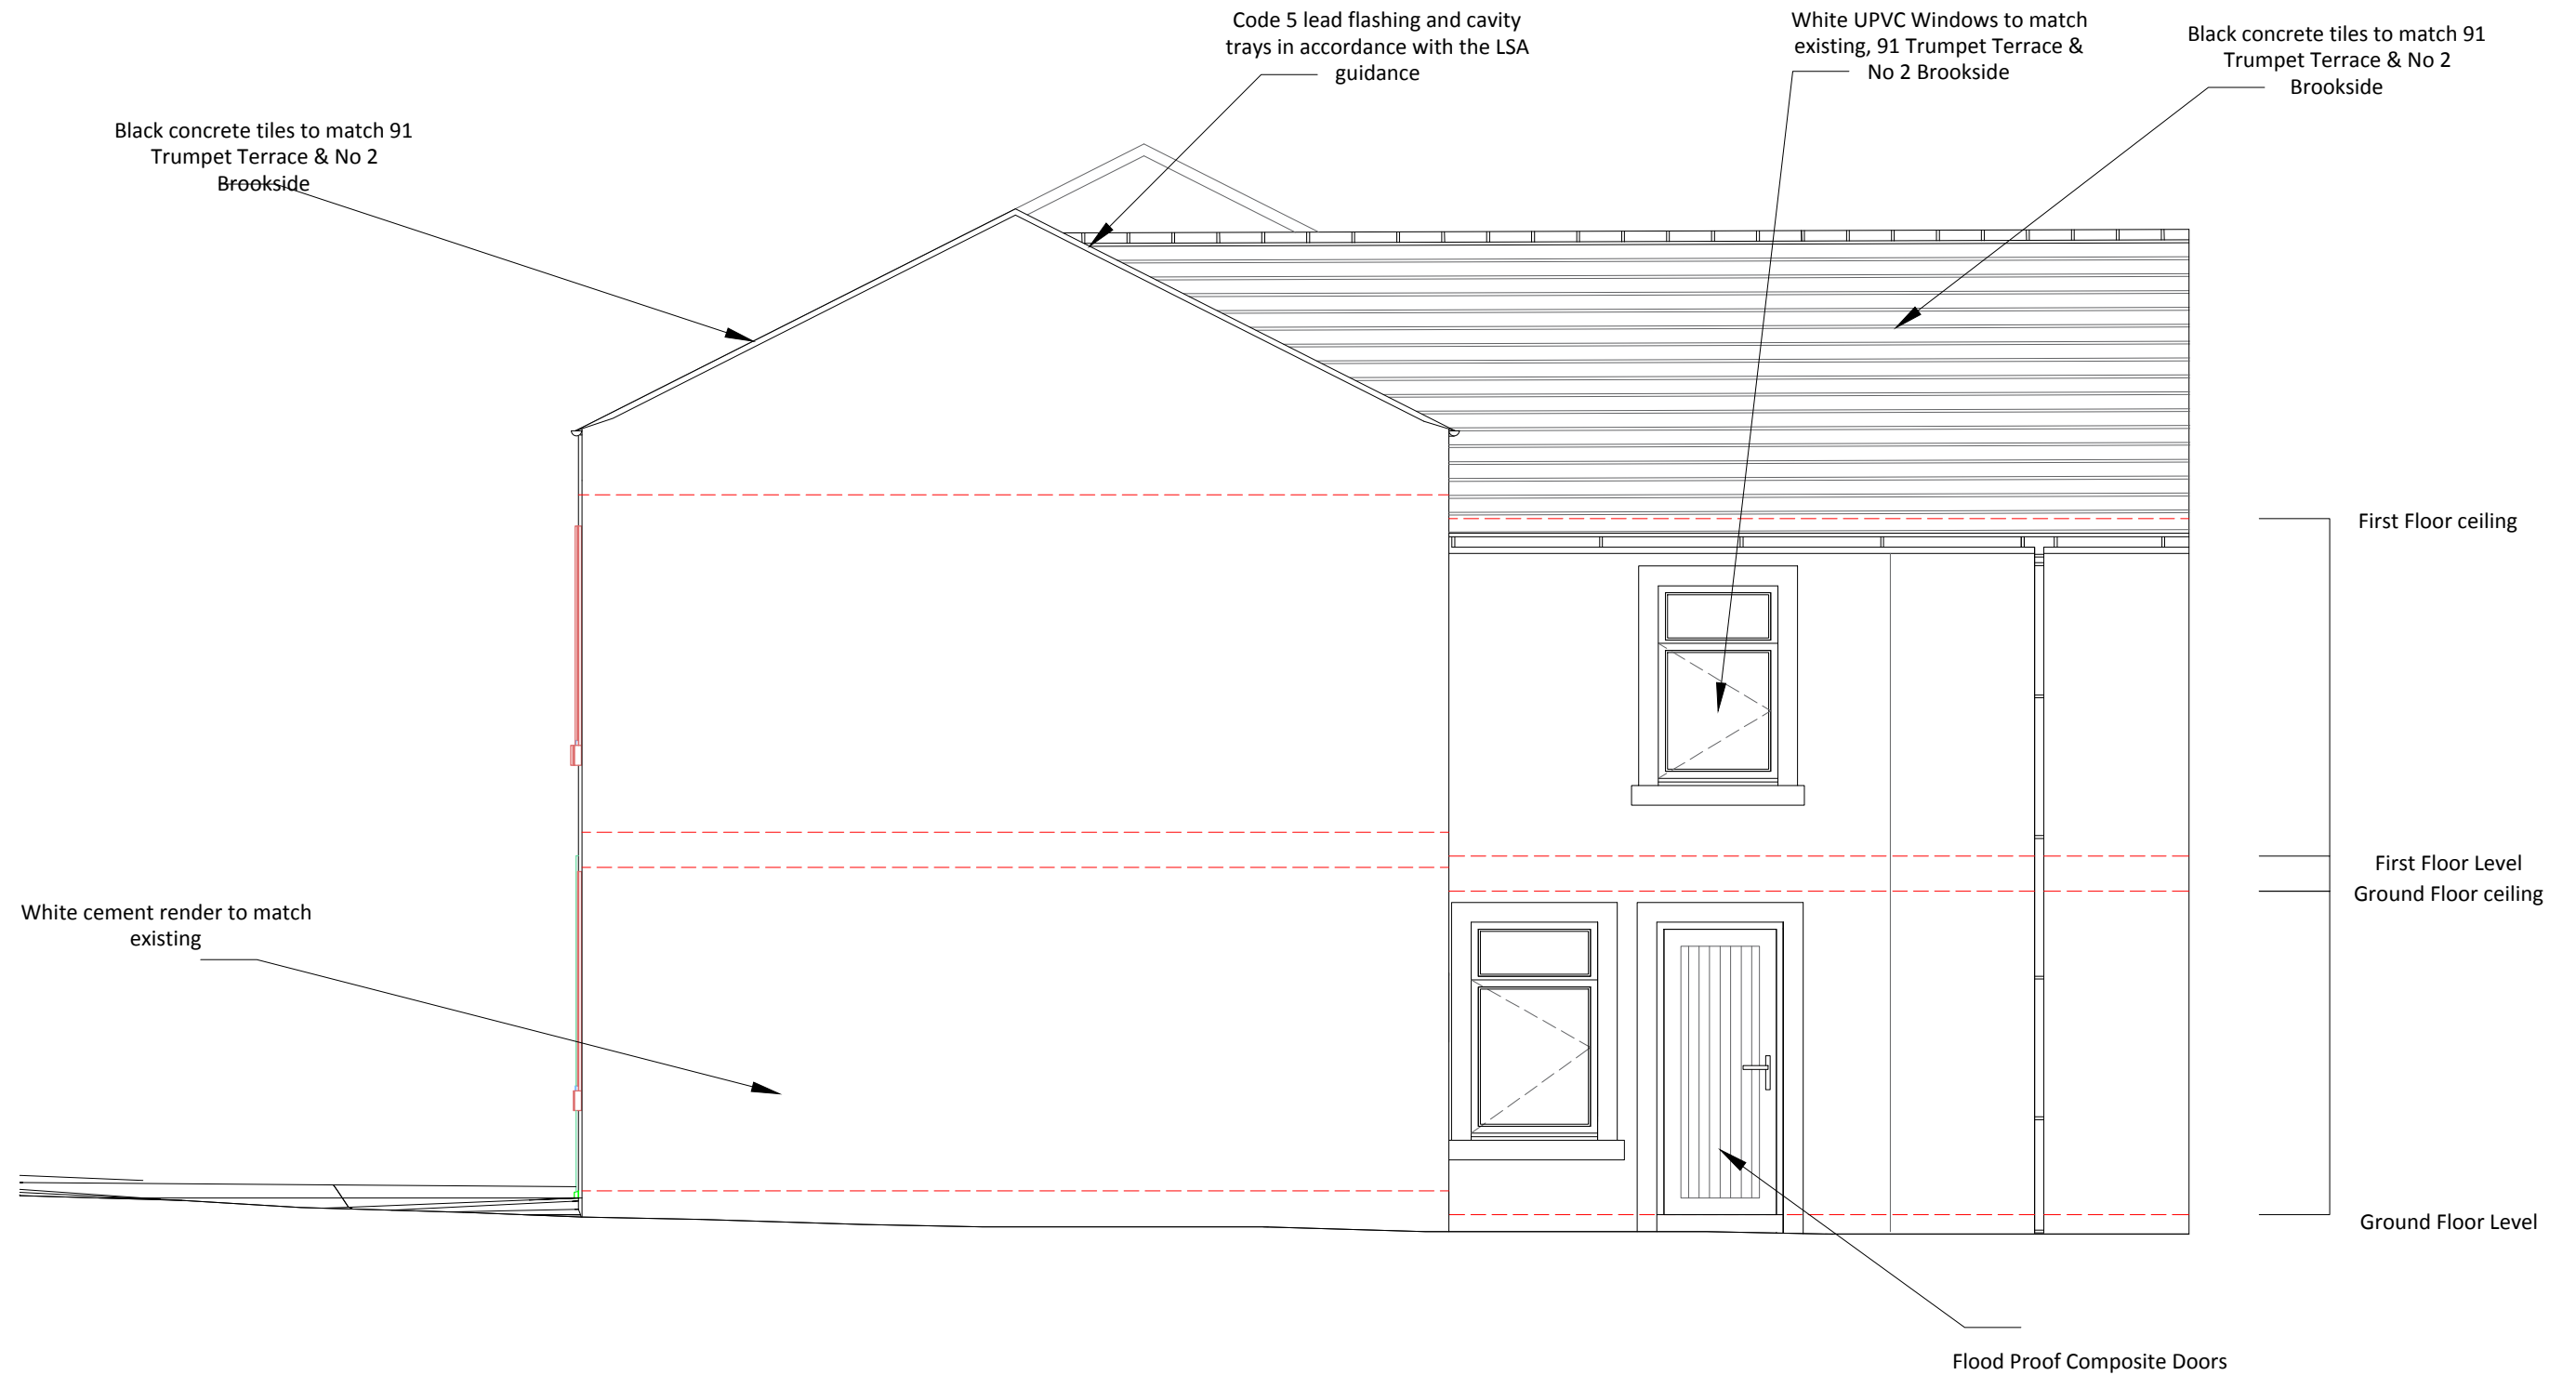 Code 5 lead flashing and cavity
trays in accordance with the LSA
guidance
White UPVC Windows to match
existing, 91 Trumpet Terrace &
No 2 Brookside
Black concrete tiles to match 91
Trumpet Terrace & No 2
Brookside
Black concrete tiles to match 91
Trumpet Terrace & No 2
Brookside
First Floor ceiling
First Floor Level
Ground Floor ceiling
White cement render to match
existing
Ground Floor Level
Flood Proof Composite Doors